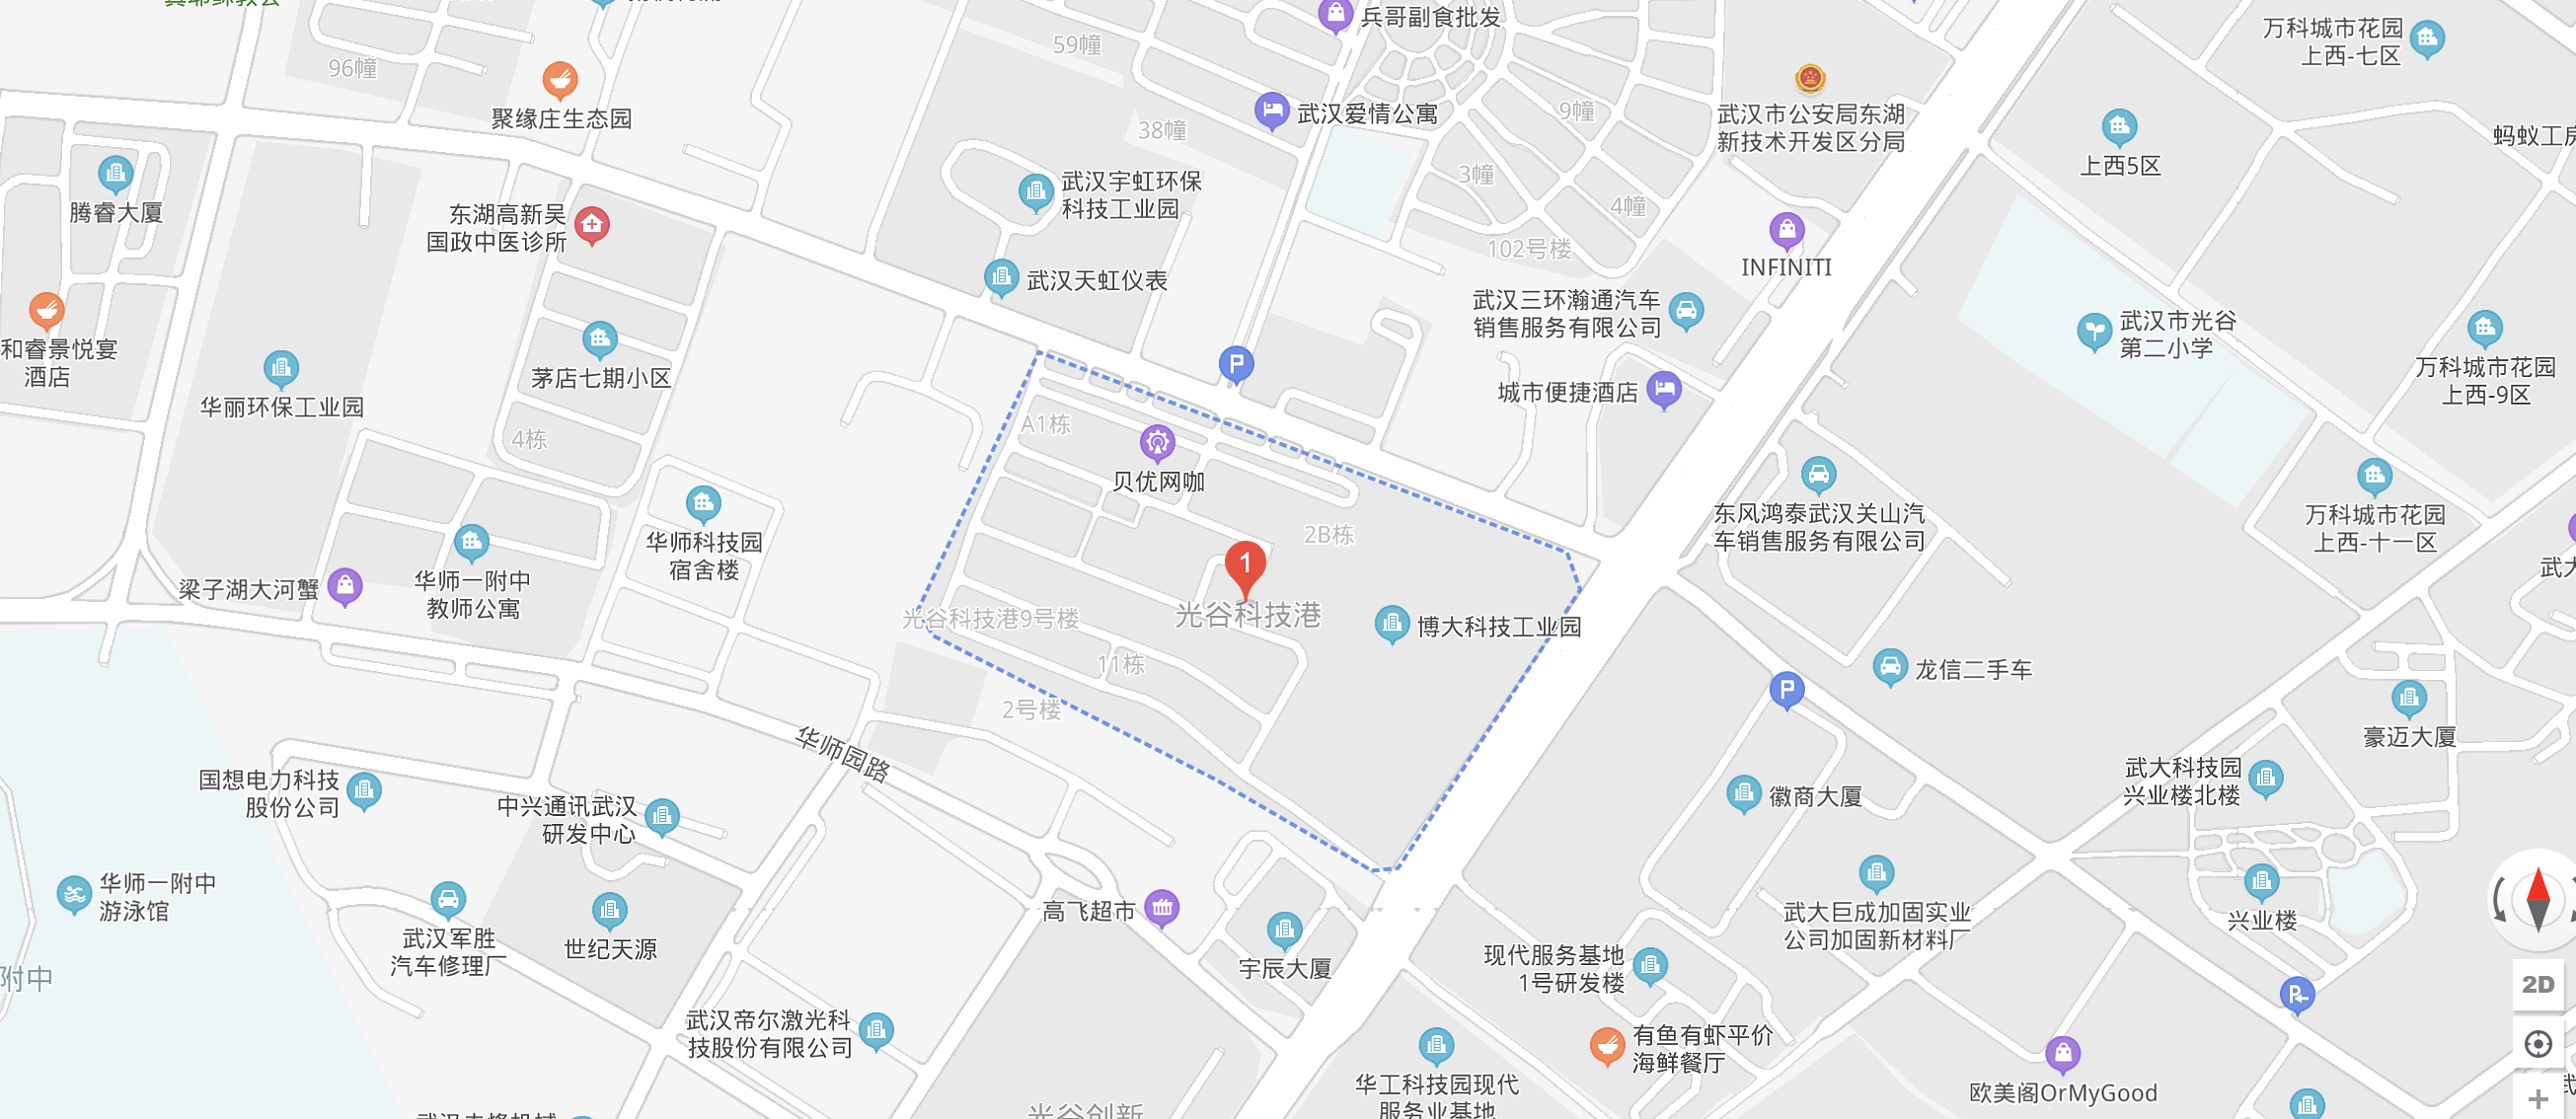 96幢
聚缘庄生态园
59幢
兵哥副食批发
38幢
武汉爱情公寓
9幢
3幢
4幢
102号楼
武汉市公安局东湖
新技术开发区分局
万科城市花园
上西-七区
上西5区
腾睿大厦
东湖高新吴
国政中医诊所
武汉宇虹环保
科技工业园
武汉天虹仪表
INFINITI
武汉三环瀚通汽车
销售服务有限公司
武汉市光谷
第二小学
和睿景悦宴
酒店
华丽环保工业园
茅店七期小区
4栋
P
城市便捷酒店
万科城市花园
上西-9区
A1栋
贝优网咖
2B栋
东风鸿泰武汉关山汽
车销售服务有限公司
万科城市花园
上西-十一区
华师科技园
宿舍楼
梁子湖大河蟹
华师一附中
教师公寓
1
光谷科技港
光谷科技港9号楼
博大科技工业园
11栋
2号楼
P
龙信二手车
豪迈大厦
华师园路
国想电力科技
股份公司
中兴通讯武汉
研发中心
徽商大厦
武大科技园
兴业楼北楼
华师一附中
游泳馆
武汉军胜
汽车修理厂
世纪天源
高飞超市
宇辰大厦
现代服务基地
1号研发楼
武大巨成加固实业
公司加固新材料厂
兴业楼
附中
2D
P
武汉帝尔激光科
技股份有限公司
有鱼有虾平价
海鲜餐厅
华工科技园现代
服务业基地
欧美阁OrMyGood
光谷创新